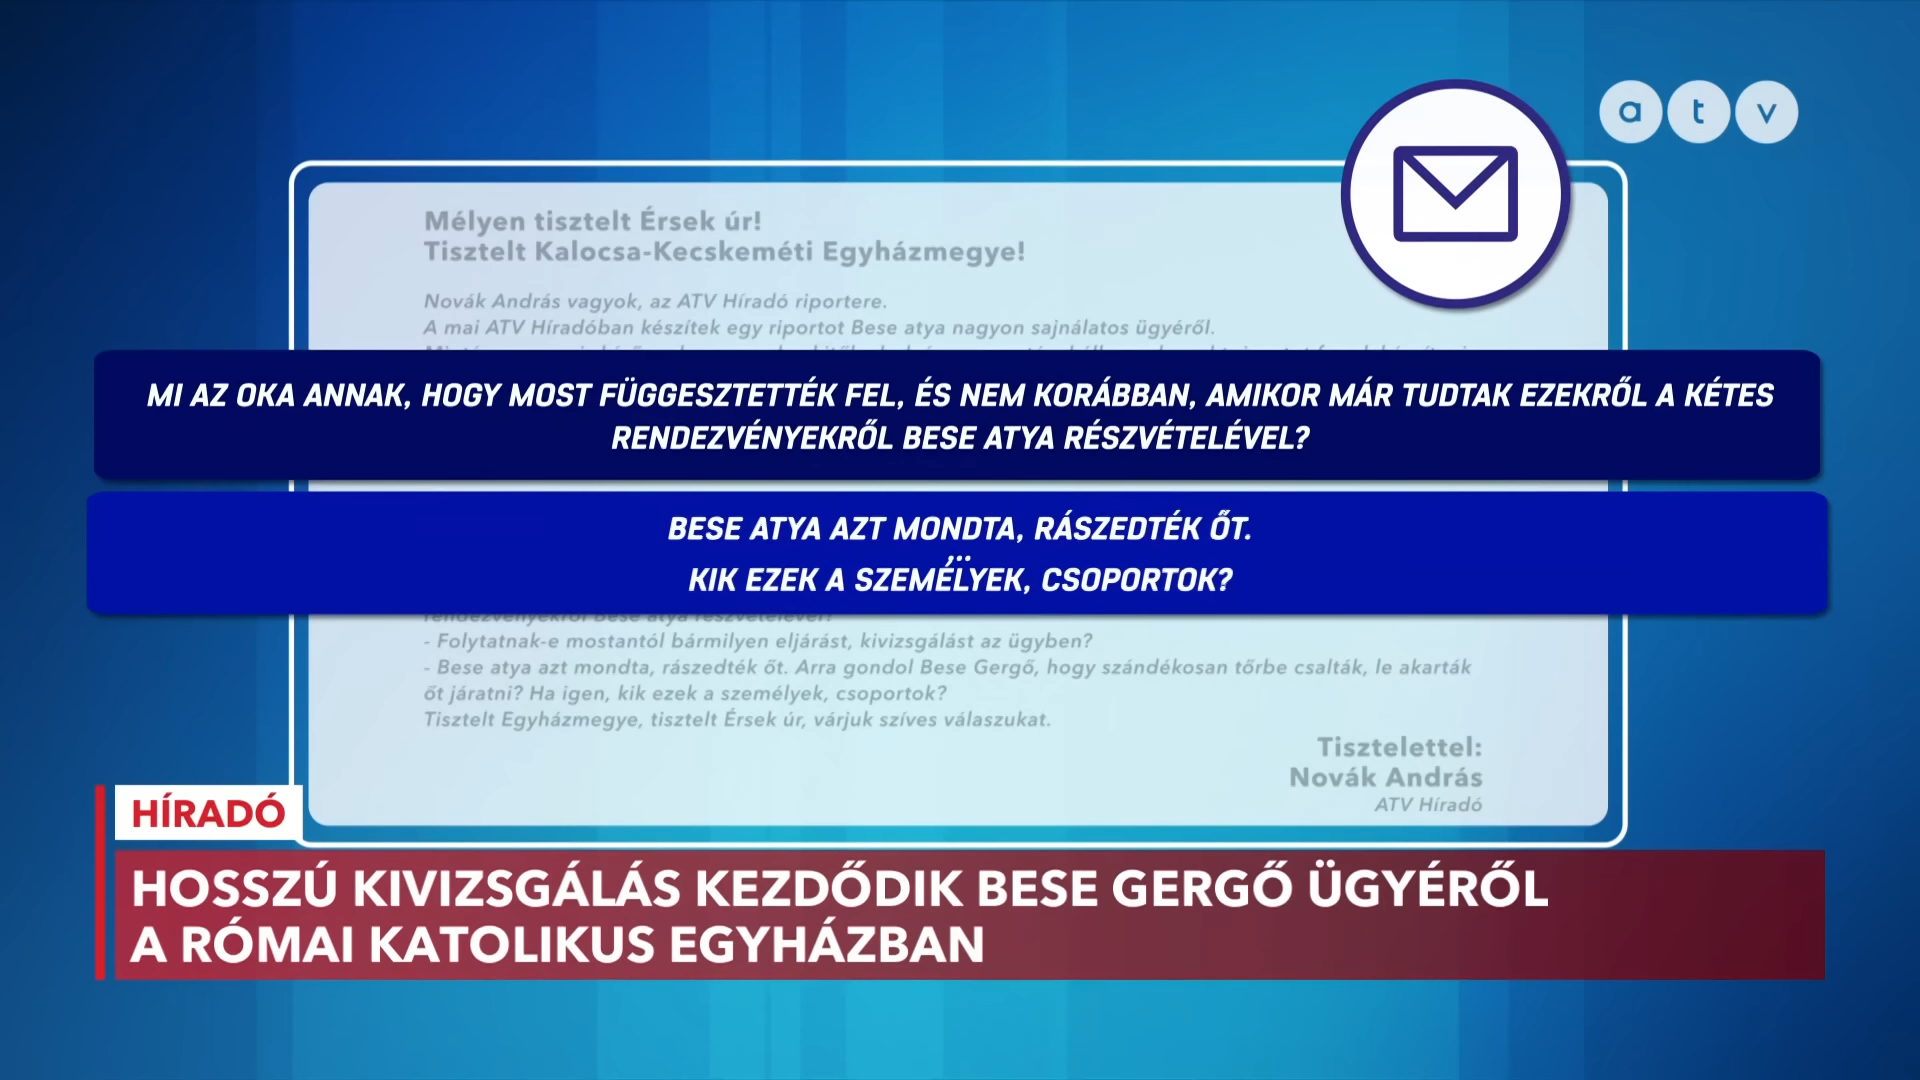 a t v
Mélyen tisztelt Érsek úr!
Tisztelt Kalocsa-Kecskeméti Egyházmegye!
Novák András vagyok, az ATV Híradó riportere.
A mai ATV Híradóban készítek egy riportot Bese atya nagyon sajnálatos ügyéről.
MI AZ OKA ANNAK, HOGY MOST FÜGGESZTETTÉK FEL, ÉS NEM KORÁBBAN, AMIKOR MÁR TUDTAK EZEKRŐL A KÉTES
RENDEZVÉNYEKRŐL BESE ATYA RÉSZVÉTELÉVEL?
BESE ATYA AZT MONDTA, RÁSZEDTÉK ŐT.
...
KIK EZEK A SZEMÉLYEK, CSOPORTOK?
rendezvényekről Bese atya részvételével?
- Folytatnak-e mostantól bármilyen eljárást, kivizsgálást az ügyben?
- Bese atya azt mondta, rászedték őt. Arra gondol Bese Gergő, hogy szándékosan tőrbe csalták, le akarták
őt járatni? Ha igen, kik ezek a személyek, csoportok?
Tisztelt Egyházmegye, tisztelt Érsek úr, várjuk szíves válaszukat.
Tisztelettel:
Novák András
ATV Híradó
HÍRADÓ
HOSSZÚ KIVIZSGÁLÁS KEZDŐDIK BESE GERGŐ ÜGYÉRŐL
A RÓMAI KATOLIKUS EGYHÁZBAN